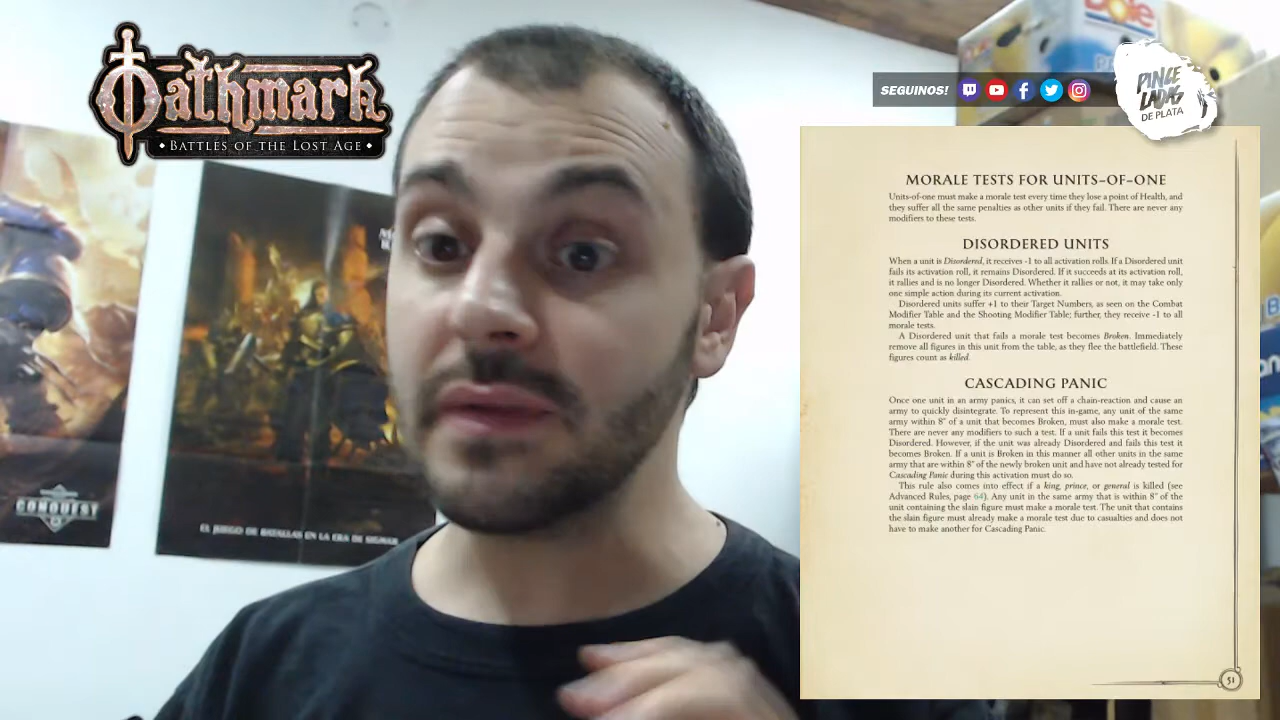 Oathmark
• BATTLES OF THE LOST AGE •
SEGUINOS!
PINCE
LADAS
DE PLATA
Dole
CONQUEST
EL JUEGO DE BATALLAS EN LA ERA DE SIGMAR
MORALE TESTS FOR UNITS-OF-ONE
Units-of-one must make a morale test every time they lose a point of Health, and
they suffer all the same penalties as other units if they fail. There are never any
modifiers to these tests.
DISORDERED UNITS
When a unit is Disordered, it receives -1 to all activation rolls. If a Disordered unit
fails its activation roll, it remains Disordered. If it succeeds at its activation roll,
it rallies and is no longer Disordered. Whether it rallies or not, it may take only
one simple action during its current activation.
Disordered units suffer +1 to their Target Numbers, as seen on the Combat
Modifier Table and the Shooting Modifier Table; further, they receive -1 to all
morale tests.
A Disordered unit that fails a morale test becomes Broken. Immediately
remove all figures in this unit from the table, as they flee the battlefield. These
figures count as killed.
CASCADING PANIC
Once one unit in an army panics, it can set off a chain-reaction and cause an
army to quickly disintegrate. To represent this in-game, any unit of the same
army within 8" of a unit that becomes Broken, must also make a morale test.
There are never any modifiers to such a test. If a unit fails this test it becomes
Disordered. However, if the unit was already Disordered and fails this test it
becomes Broken. If a unit is Broken in this manner all other units in the same
army that are within 8" of the newly broken unit and have not already tested for
Cascading Panic during this activation must do so.
This rule also comes into effect if a king, prince, or general is killed (see
Advanced Rules, page 64). Any unit in the same army that is within 8" of the
unit containing the slain figure must make a morale test. The unit that contains
the slain figure must already make a morale test due to casualties and does not
have to make another for Cascading Panic.
51